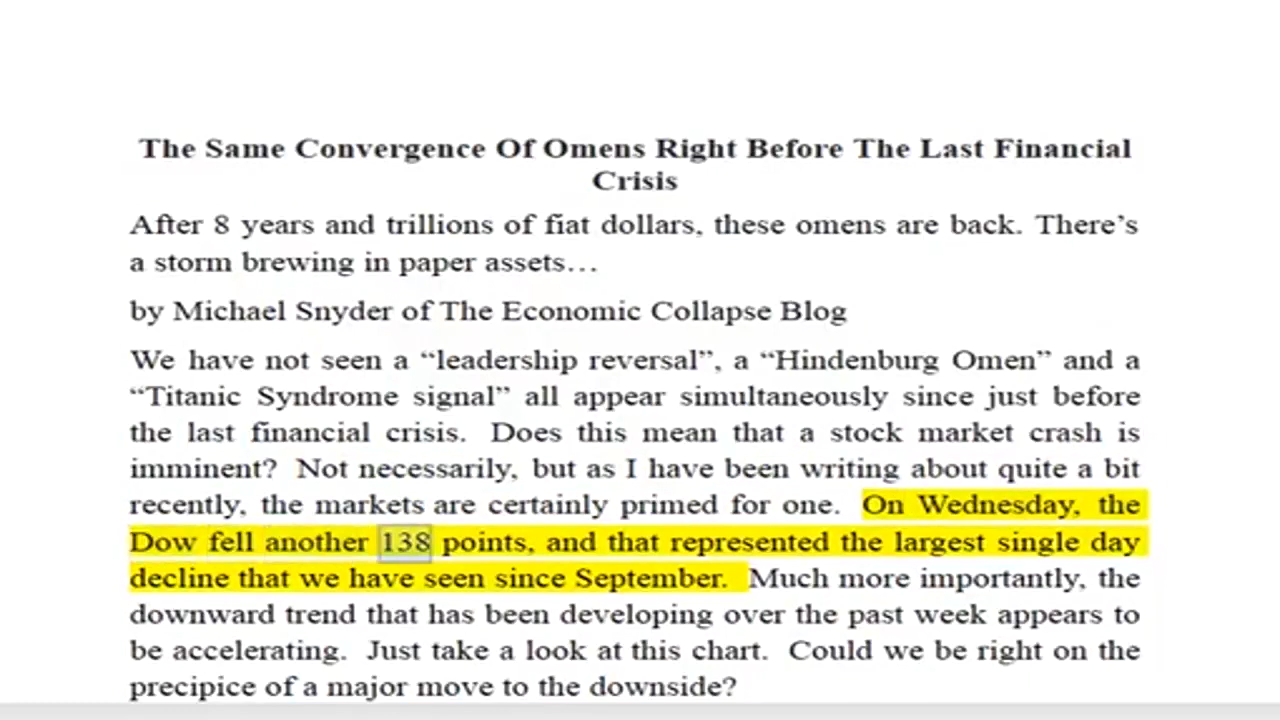 The Same Convergence Of Omens Right Before The Last Financial
Crisis
After 8 years and trillions of fiat dollars, these omens are back. There’s
a storm brewing in paper assets…
by Michael Snyder of The Economic Collapse Blog
We have not seen a “leadership reversal”, a “Hindenburg Omen” and a
“Titanic Syndrome signal” all appear simultaneously since just before
the last financial crisis. Does this mean that a stock market crash is
imminent? Not necessarily, but as I have been writing about quite a bit
recently, the markets are certainly primed for one. On Wednesday, the
Dow fell another 138 points, and that represented the largest single day
decline that we have seen since September. Much more importantly, the
downward trend that has been developing over the past week appears to
be accelerating. Just take a look at this chart. Could we be right on the
precipice of a major move to the downside?